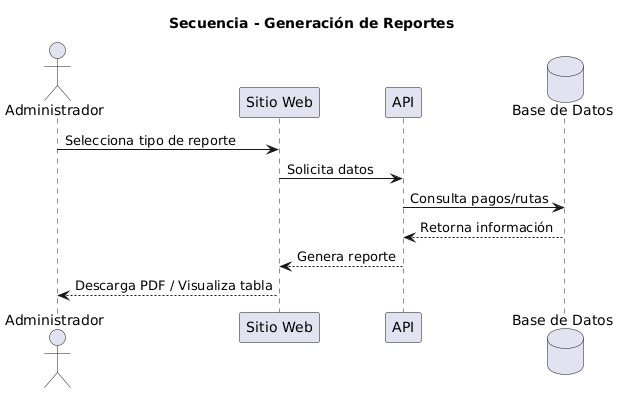 Secuencia - Generación de Reportes
Administrador
Sitio Web
API
Base de Datos
Selecciona tipo de reporte
Solicita datos
Consulta pagos/rutas
Retorna información
Genera reporte
Descarga PDF / Visualiza tabla
Administrador
Sitio Web
API
Base de Datos